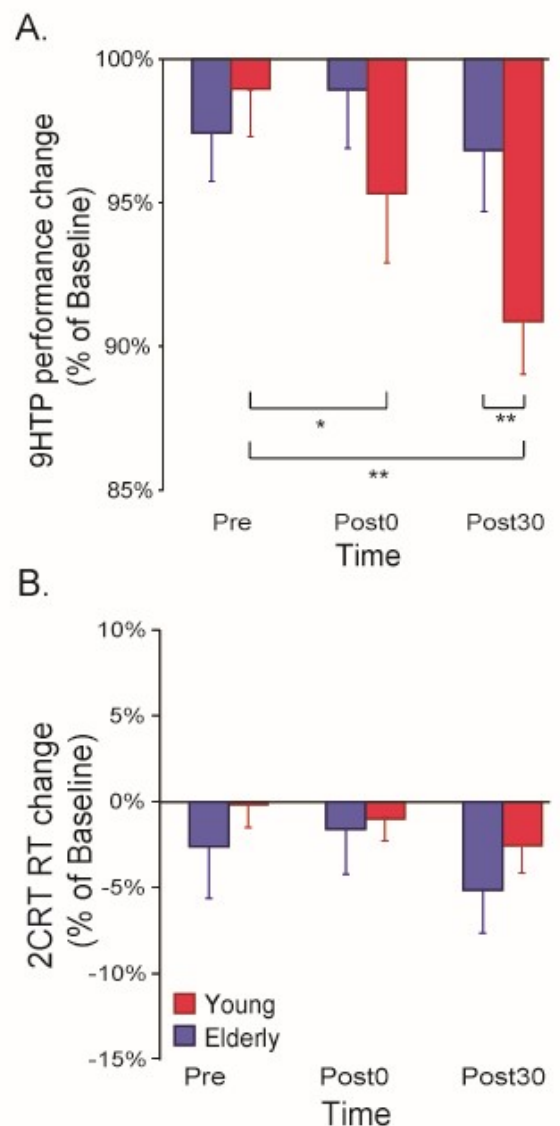 A.
100%
95%
90%
85%
9HTP performance change
(% of Baseline)
*
**
**
Pre Post0 Post30
Time
B.
10%
5%
0%
-5%
-10%
-15%
2CRT RT change
(% of Baseline)
Young
Elderly
Pre Post0 Post30
Time